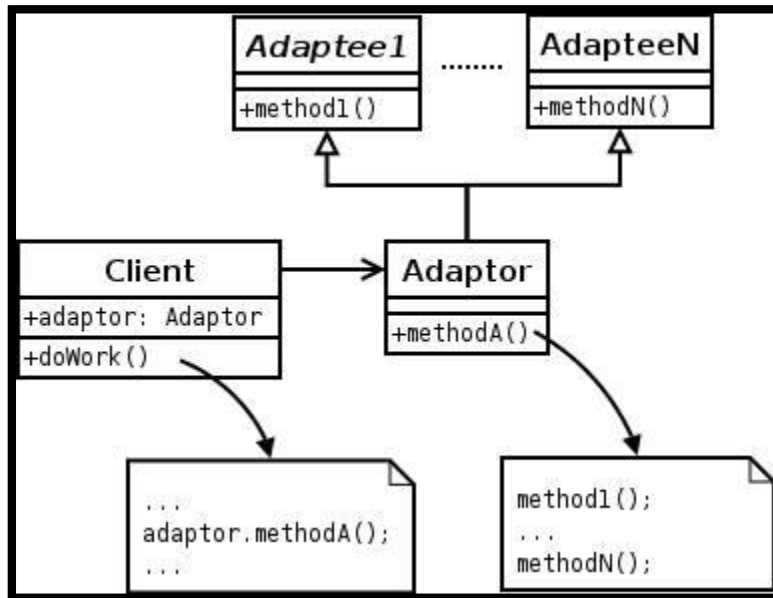 Adaptee1
+method1()
........
AdapteeN
+methodN()
Client
+adaptor: Adaptor
+doWork()
Adaptor
+methodA()
...
adaptor.methodA();
...
method1();
...
methodN();